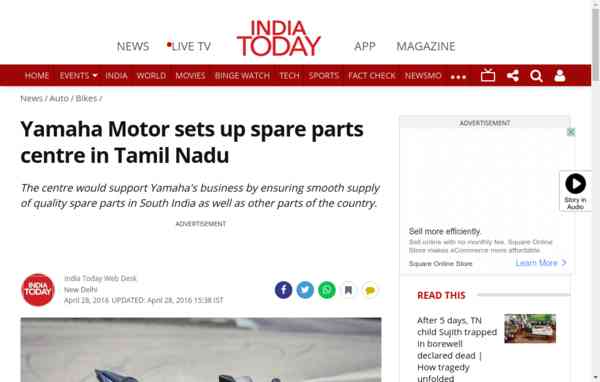 INDIA
TODAY
NEWS
LIVE TV
APP
MAGAZINE
HOME EVENTS INDIA WORLD MOVIES BINGE WATCH TECH SPORTS FACT CHECK NEWSMO
News / Auto / Bikes /
Yamaha Motor sets up spare parts
centre in Tamil Nadu
The centre would support Yamaha's business by ensuring smooth supply
of quality spare parts in South India as well as other parts of the country.
ADVERTISEMENT
INDIA
TODAY
India Today Web Desk
New Delhi
April 28, 2016 UPDATED: April 28, 2016 15:38 IST
ADVERTISEMENT
Sell more efficiently.
Sell online with no monthly fee. Square Online
Store makes eCommerce more affordable.
Square Online Store
Learn More
Story in
Audio
READ THIS
After 5 days, TN
child Sujith trapped
in borewell
declared dead |
How tragedy
unfolded